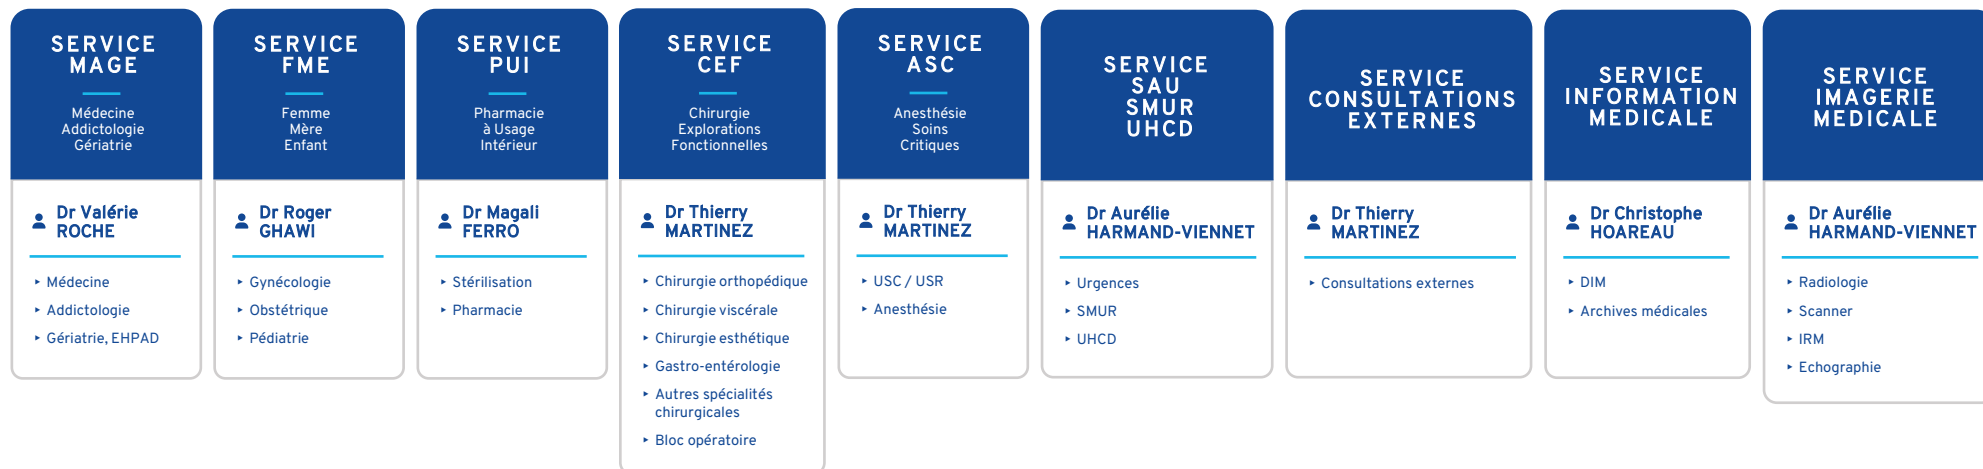 SERVICE
MAGE
Médecine
Addictologie
Gériatrie
Dr Valérie
ROCHE
Médecine
Addictologie
Gériatrie, EHPAD
SERVICE
FME
Femme
Mère
Enfant
Dr Roger
GHAWI
Gynécologie
Obstétrique
Pédiatrie
SERVICE
PUI
Pharmacie
à Usage
Intérieur
Dr Magali
FERRO
Stérilisation
Pharmacie
SERVICE
CEF
Chirurgie
Explorations
Fonctionnelles
Dr Thierry
MARTINEZ
Chirurgie orthopédique
Chirurgie viscérale
Chirurgie esthétique
Gastro-entérologie
Autres spécialités
chirurgicales
Bloc opératoire
SERVICE
ASC
Anesthésie
Soins
Critiques
Dr Thierry
MARTINEZ
USC / USR
Anesthésie
SERVICE
SAU
SMUR
UHCD
Dr Aurélie
HARMAND-VIENNET
Urgences
SMUR
UHCD
SERVICE
CONSULTATIONS
EXTERNES
Dr Thierry
MARTINEZ
Consultations externes
SERVICE
INFORMATION
MEDICALE
Dr Christophe
HOAREAU
DIM
Archives médicales
SERVICE
IMAGERIE
MEDICALE
Dr Aurélie
HARMAND-VIENNET
Radiologie
Scanner
IRM
Echographie